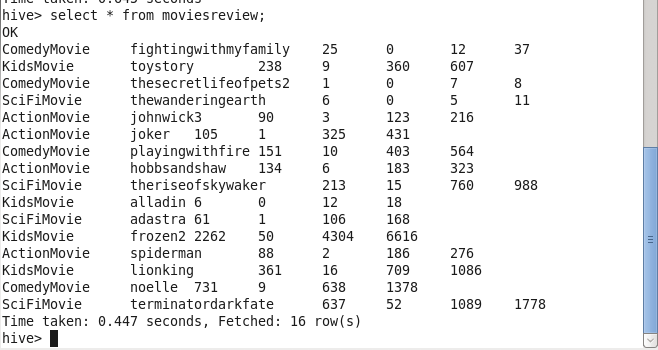 Time taken: 0.043 seconds
hive> select * from moviesreview;
OK
ComedyMovie fightingwithmyfamily 25 0 12 37
KidsMovie toystory 238 9 360 607
ComedyMovie thesecretlifeofpets2 1 0 7 8
SciFiMovie thewanderingearth 6 0 5 11
ActionMovie johnwick3 90 3 123 216
ActionMovie joker 105 1 325 431
ComedyMovie playingwithfire 151 10 403 564
ActionMovie hobbsandshaw 134 6 183 323
SciFiMovie theriseofskywaker 213 15 760 988
KidsMovie alladin 6 0 12 18
SciFiMovie adastra 61 1 106 168
KidsMovie frozen2 2262 50 4304 6616
ActionMovie spiderman 88 2 186 276
KidsMovie lionking 361 16 709 1086
ComedyMovie noelle 731 9 638 1378
SciFiMovie terminatordarkfate 637 52 1089 1778
Time taken: 0.447 seconds, Fetched: 16 row(s)
hive>